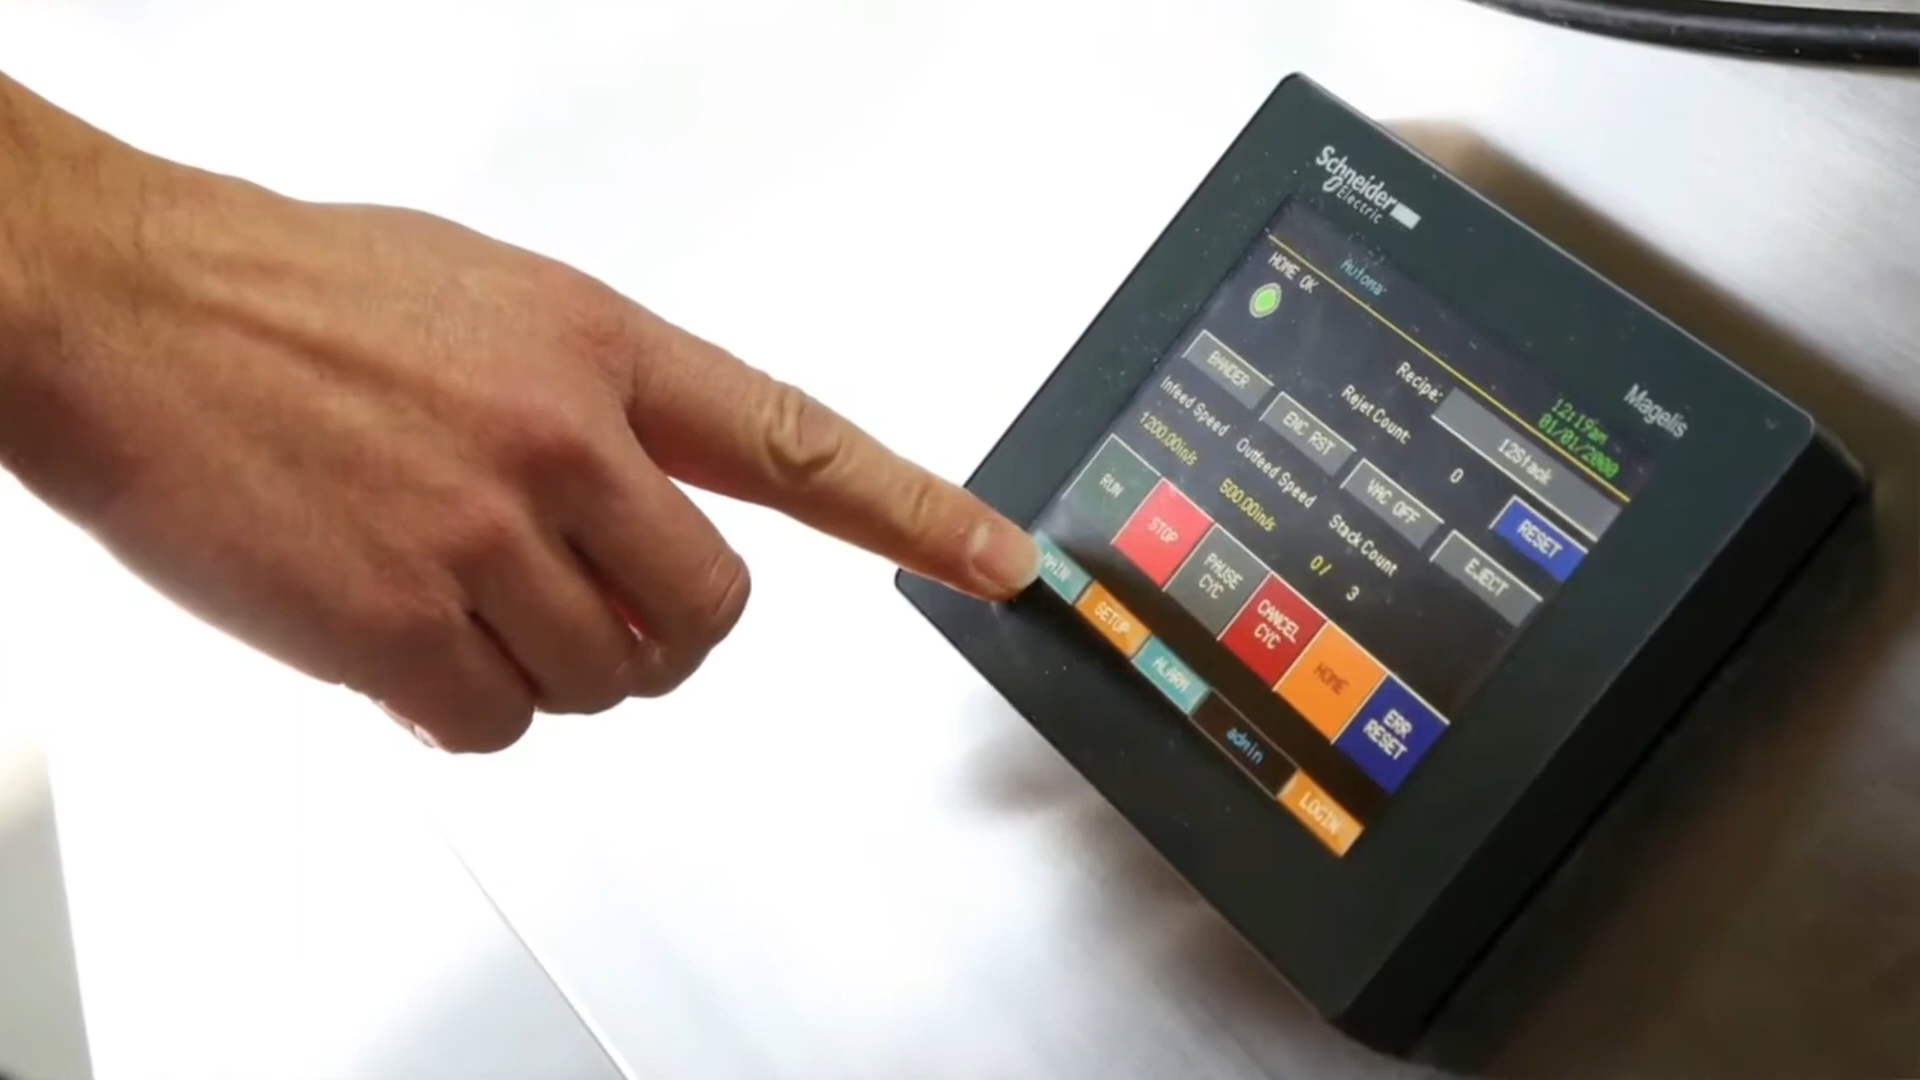 Schneider
Electric
Magelis
12:19am
01/01/2000
HOME OK
Recipe:
12Stack
Rejet Count
0
RESET
BANDER
ENC RST
VAC OFF
EJECT
Infeed Speed
Outfeed Speed
Stack Count
1200.00in/s
500.00in/s
0/ 3
RUN
STOP
PAUSE
CYC
CANCEL
CYC
HOME
ERR
RESET
MAIN
SETUP
ALARM
admin
LOGIN